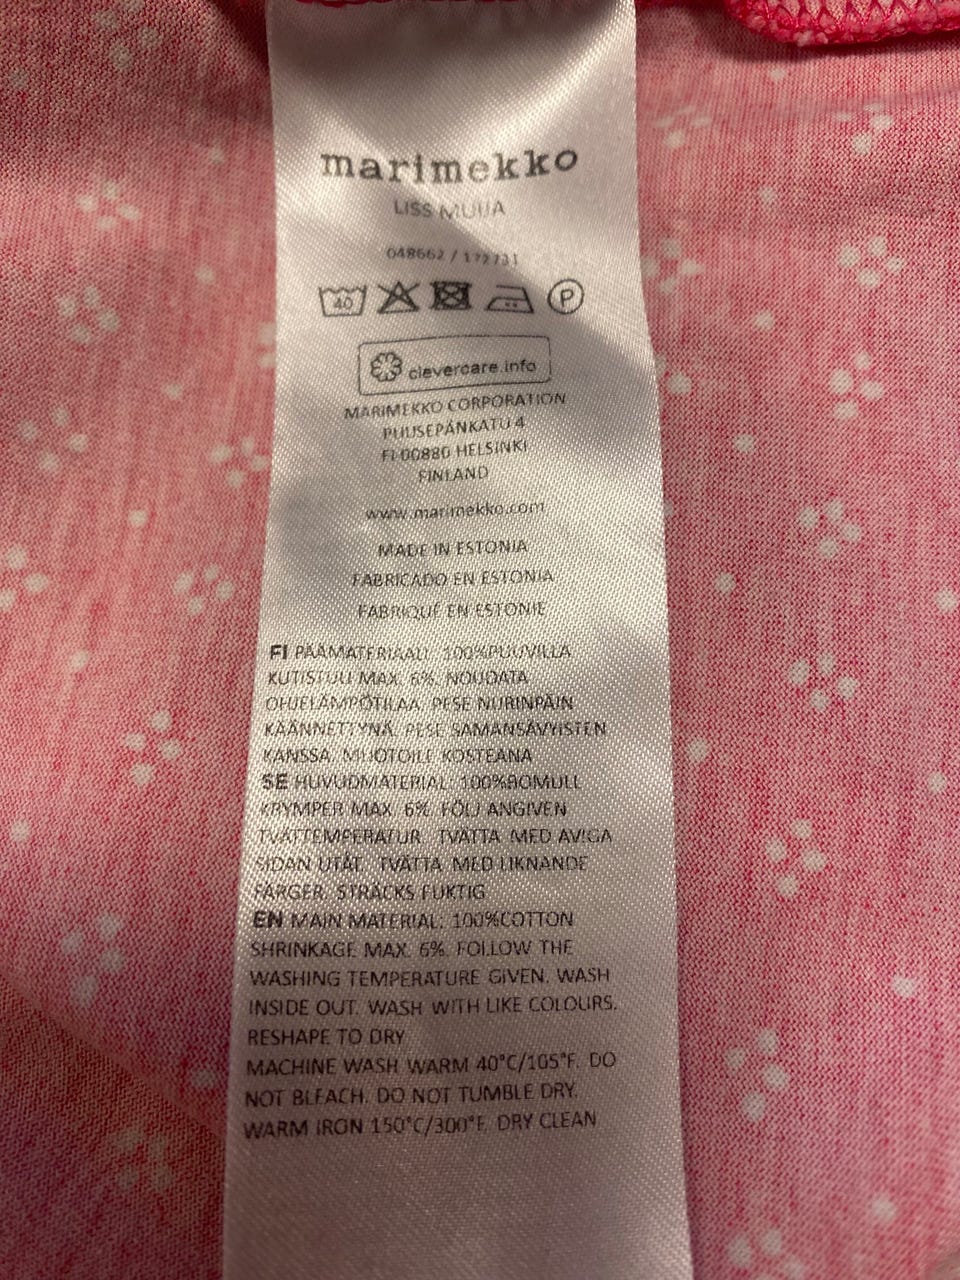 marimekko
LISS MUIJA
048662 /
40
P
clevercare.info
MARIMEKKO CORPORATION
PUUSEPÄNKATU 4
FI-00880 HELSINKI
FINLAND
www.marimekko.com
MADE IN ESTONIA
FABRICADO EN ESTONIA
FABRIQUÉ EN ESTONIE
FI PÄÄMATERIAALI: 100%PUUVILLA
KUTISTUU MAX. 6%. NOUDATA
OHJELÄMPÖTILAA. PESE NURINPÄIN
KÄÄNNETTYNÄ. PESE SAMANSÄVYISTEN
KANSSA. MUOTOILE KOSTEANA
SE HUVUDMATERIAL: 100%BOMULL
KRYMPER MAX. 6%. FÖLJ ANGIVEN
TVÄTTEMPERATUR. TVÄTTA MED AVIGA
SIDAN UTÅT. TVÄTTA MED LIKNANDE
FÄRGER. STRÄCKS FUKTIG
EN MAIN MATERIAL: 100%COTTON
SHRINKAGE MAX. 6%. FOLLOW THE
WASHING TEMPERATURE GIVEN. WASH
INSIDE OUT. WASH WITH LIKE COLOURS.
RESHAPE TO DRY
MACHINE WASH WARM 40°C/105°F. DO
NOT BLEACH. DO NOT TUMBLE DRY.
WARM IRON 150°C/300°F. DRY CLEAN